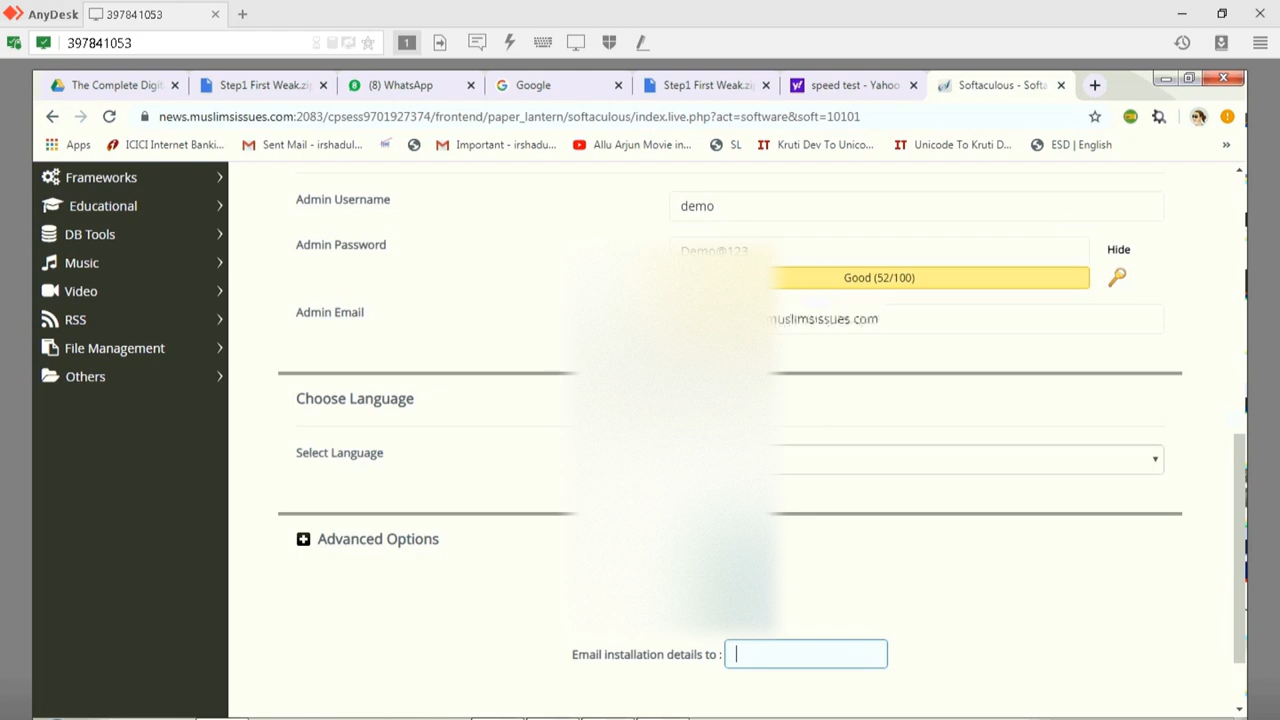 AnyDesk 397841053
397841053 1
The Complete Digit Step1 First Weak.zi (8) WhatsApp Google Step1 First Weak.zi speed test - Yahoo Softaculous - Softa
news.muslimsissues.com:2083/cpsess9701927374/frontend/paper_lantern/softaculous/index.live.php?act=software&soft=10101
Apps ICICI Internet Banki... Sent Mail - irshadul... Important - irshadu... Allu Arjun Movie in... SL Kruti Dev To Unico... Unicode To Kruti D... ESD | English »
Frameworks
Admin Username demo
Educational
DB Tools
Admin Password Demo@123 Hide
Music
Good (52/100)
Video
RSS
Admin Email muslimsissues.com
File Management
Others
Choose Language
Select Language
Advanced Options
Email installation details to :